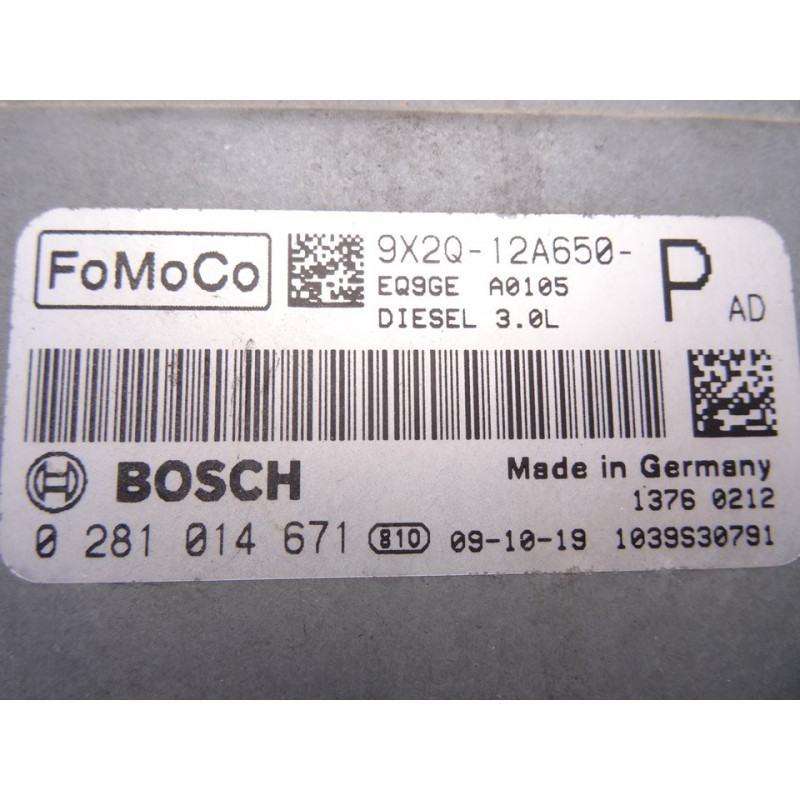 FoMoCo
9X2Q-12A650- P AD
EQ9GE A0105
DIESEL 3.0L
BOSCH Made in Germany
1376 0212
0 281 014 671 810 09-10-19 1039S30791